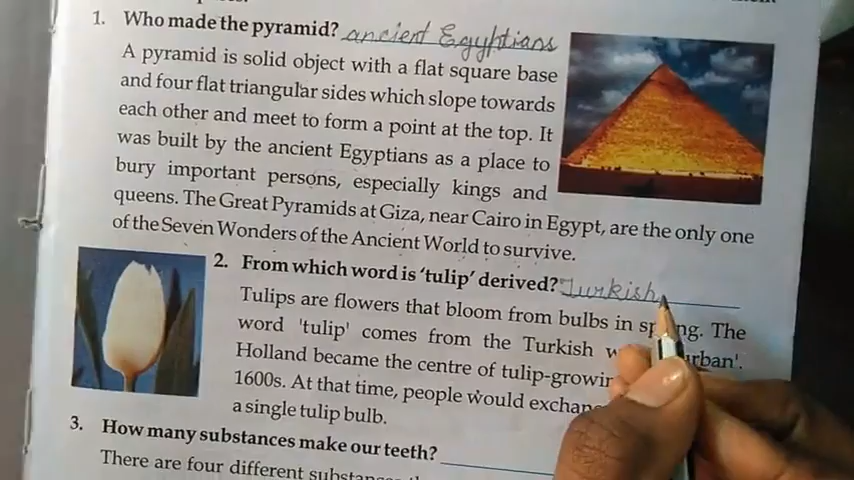 1. Who made the pyramid? ancient Egyptians
A pyramid is solid object with a flat square base
and four flat triangular sides which slope towards
each other and meet to form a point at the top. It
was built by the ancient Egyptians as a place to
bury important persons, especially kings and
queens. The Great Pyramids at Giza, near Cairo in Egypt, are the only one
of the Seven Wonders of the Ancient World to survive.
2. From which word is 'tulip' derived? Turkish
Tulips are flowers that bloom from bulbs in The
word 'tulip' comes from the Turkish urban'.
Holland became the centre of tulip-growin
1600s. At that time, people would exchan
a single tulip bulb.
3. How many substances make our teeth?
There are four different substances